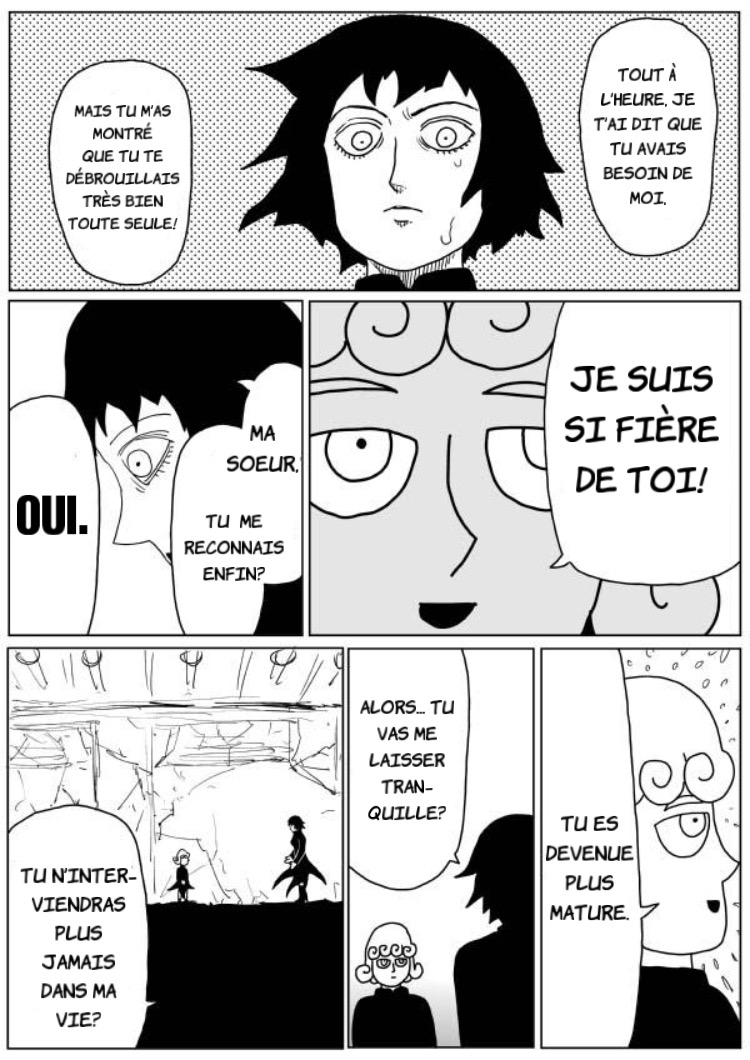 TOUT À
L'HEURE, JE
T'AI DIT QUE
TU AVAIS
BESOIN DE
MOI.
MAIS TU M'AS
MONTRÉ
QUE TU TE
DÉBROUILLAIS
TRÈS BIEN
TOUTE SEULE!
JE SUIS
SI FIÈRE
DE TOI!
MA
SOEUR,
TU ME
RECONNAIS
ENFIN?
OUI.
TU ES
DEVENUE
PLUS
MATURE.
ALORS... TU
VAS ME
LAISSER
TRAN-
QUILLE?
TU N'INTER-
VIENDRAS
PLUS
JAMAIS
DANS MA
VIE?